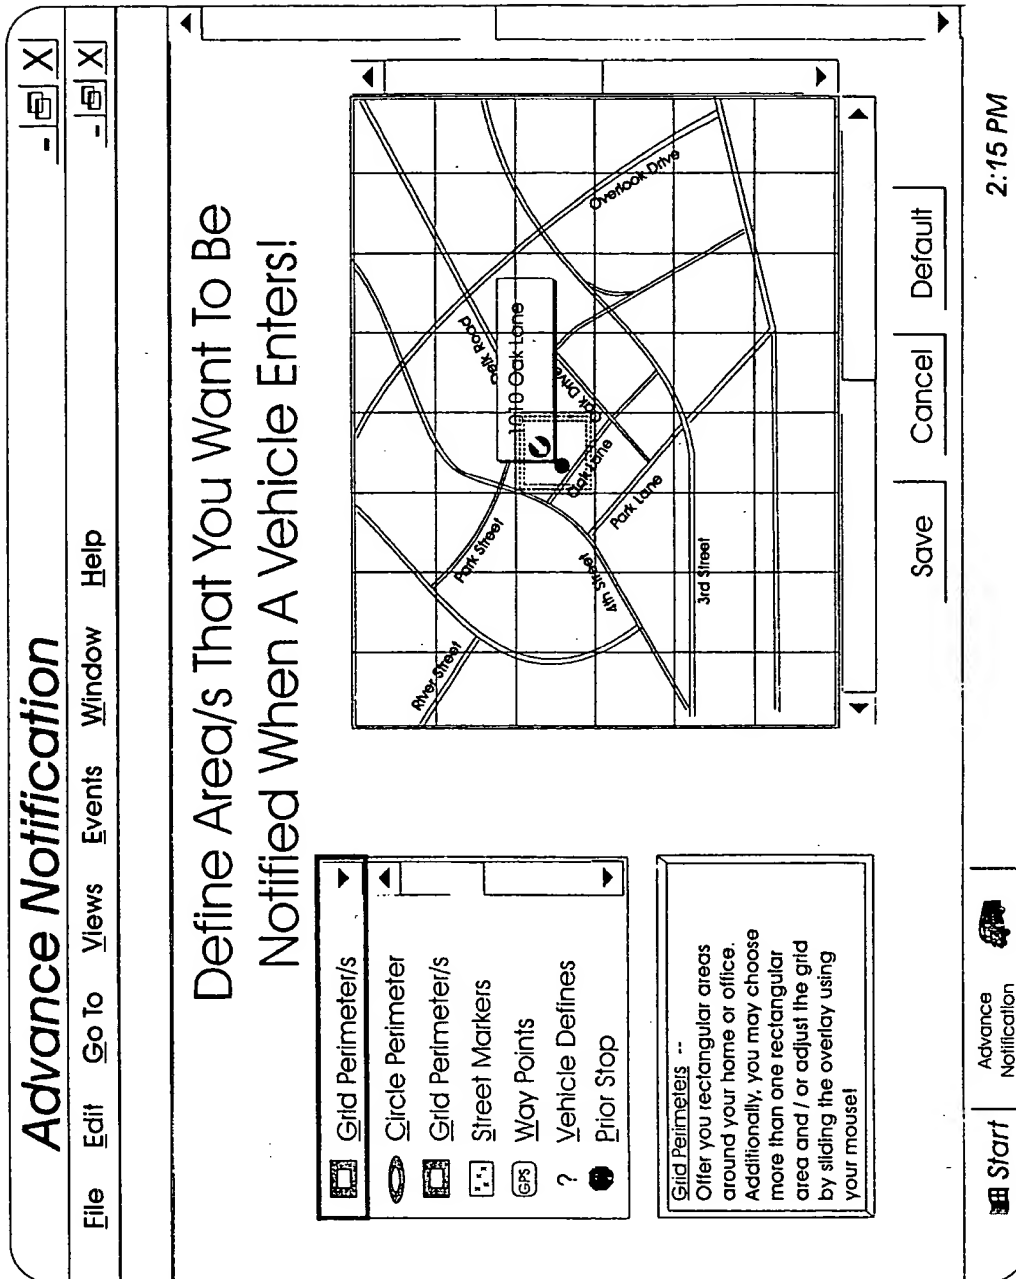 Advance Notification
- X
File Edit Go To Views Events Window Help
- X
Define Area/s That You Want To Be
Notified When A Vehicle Enters!
Grid Perimeter/s
Circle Perimeter
Grid Perimeter/s
Street Markers
GPS Way Points
? Vehicle Defines
Prior Stop
Grid Perimeters --
Offer you rectangular areas
around your home or office.
Additionally, you may choose
more than one rectangular
area and / or adjust the grid
by sliding the overlay using
your mouse!
River Street
Park Street
1010 Oak Lane
Oak Drive
Oak Lane
Park Lane
4th Street
3rd Street
Overlook Drive
Save Cancel Default
Start
Advance
Notification
2:15 PM